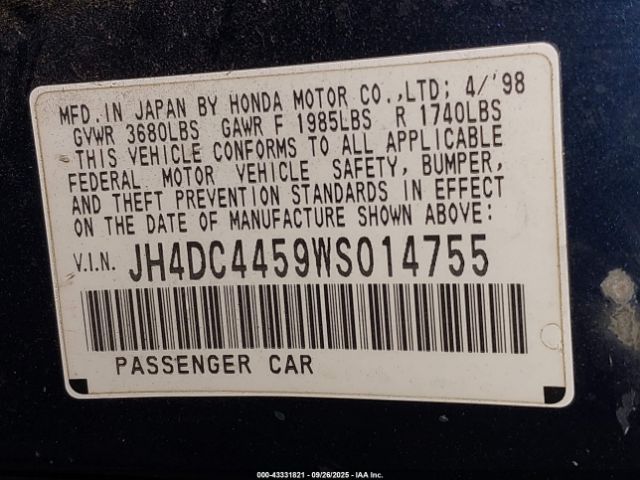 MFD.IN JAPAN BY HONDA MOTOR CO.,LTD; 4/'98
GVWR 3680LBS GAWR F 1985LBS R 1740LBS
THIS VEHICLE CONFORMS TO ALL APPLICABLE
FEDERAL MOTOR VEHICLE SAFETY, BUMPER,
AND THEFT PREVENTION STANDARDS IN EFFECT
ON THE DATE OF MANUFACTURE SHOWN ABOVE:
V.I.N. JH4DC4459WS014755
PASSENGER CAR
000-43331821 | 09/26/2025 | IAA Inc.